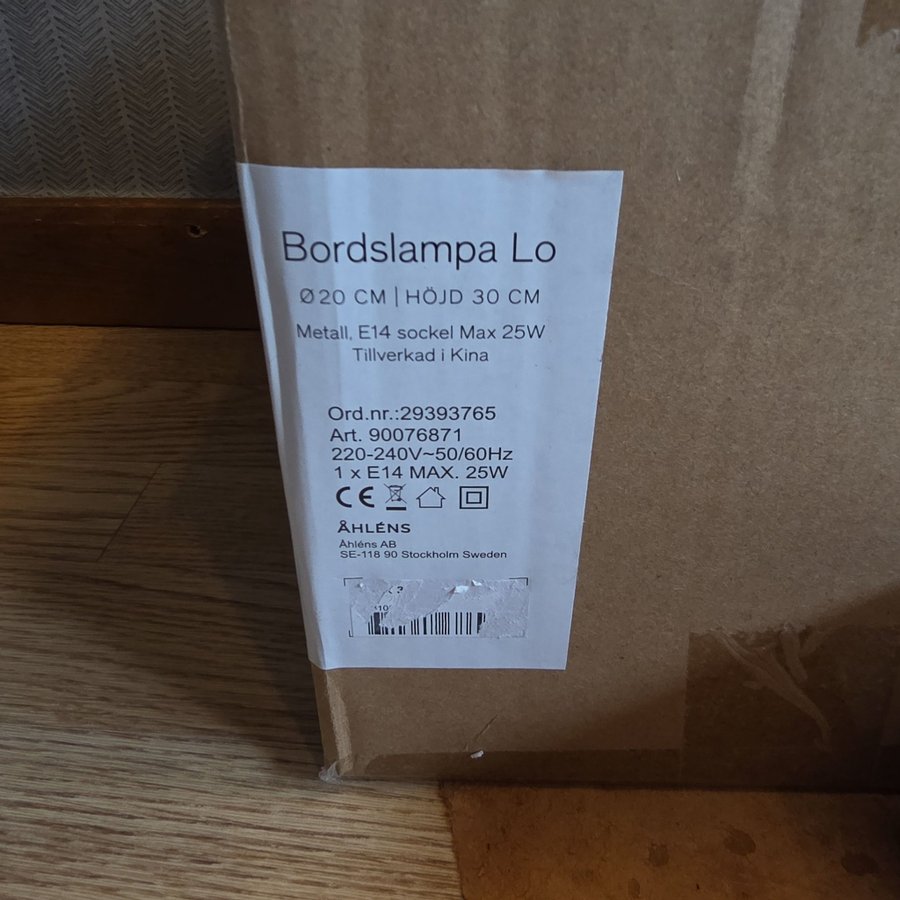 Bordslampa Lo
Ø20 CM | HÖJD 30 CM
Metall, E14 sockel Max 25W
Tillverkad i Kina
Ord.nr.:29393765
Art. 90076871
220-240V~50/60Hz
1 x E14 MAX. 25W
CE
ÅHLÉNS
Åhléns AB
SE-118 90 Stockholm Sweden